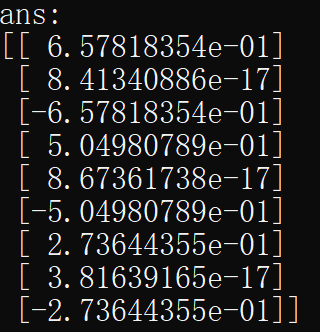 ans:
[[ 6.57818354e-01]
 [ 8.41340886e-17]
 [-6.57818354e-01]
 [ 5.04980789e-01]
 [ 8.67361738e-17]
 [-5.04980789e-01]
 [ 2.73644355e-01]
 [ 3.81639165e-17]
 [-2.73644355e-01]]